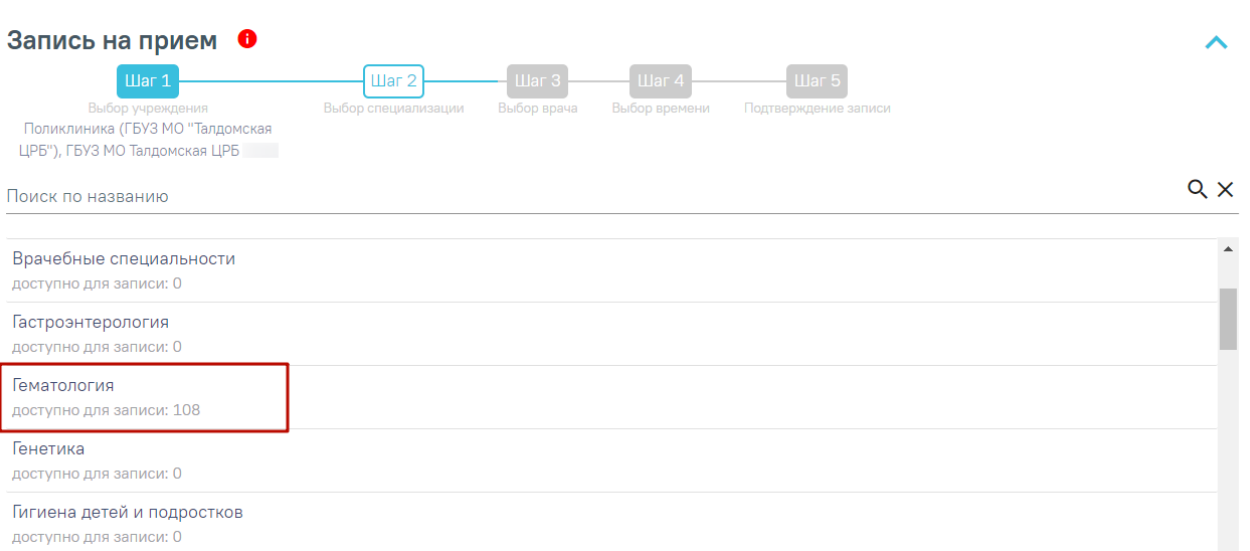 Запись на прием
Шаг 1 Шаг 2 Шаг 3 Шаг 4 Шаг 5
Выбор учреждения Выбор специализации Выбор врача Выбор времени Подтверждение записи
Поликлиника (ГБУЗ МО "Талдомская
ЦРБ"), ГБУЗ МО Талдомская ЦРБ
Поиск по названию
Врачебные специальности
доступно для записи: 0
Гастроэнтерология
доступно для записи: 0
Гематология
доступно для записи: 108
Генетика
доступно для записи: 0
Гигиена детей и подростков
доступно для записи: 0